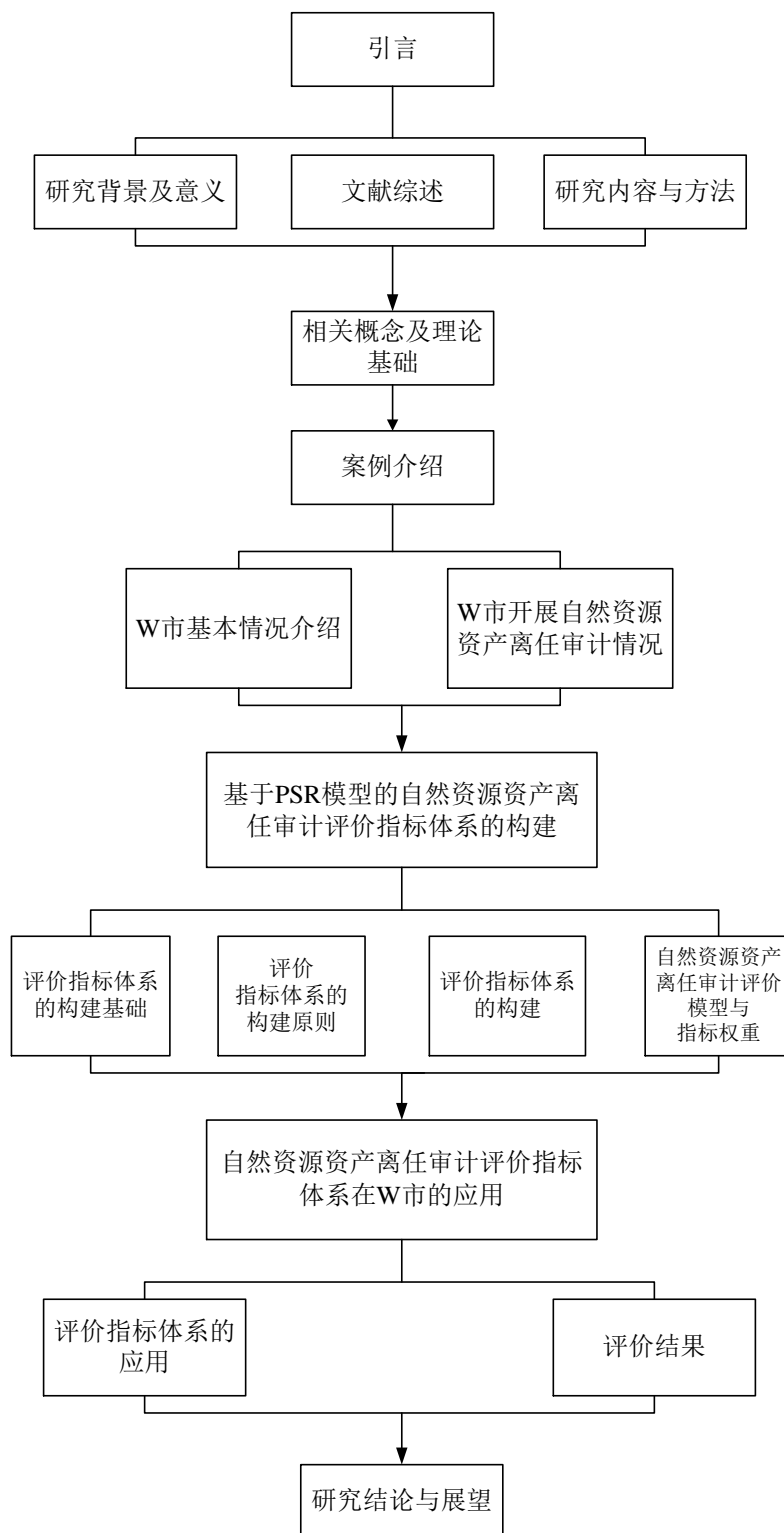 引言
研究背景及意义
文献综述
研究内容与方法
相关概念及理论
基础
案例介绍
W市基本情况介绍
W市开展自然资源
资产离任审计情况
基于PSR模型的自然资源资产离
任审计评价指标体系的构建
评价指标体系
的构建基础
评价
指标体系的
构建原则
评价指标体系
的构建
自然资源资产
离任审计评价
模型与
指标权重
自然资源资产离任审计评价指标
体系在W市的应用
评价指标体系的
应用
评价结果
研究结论与展望